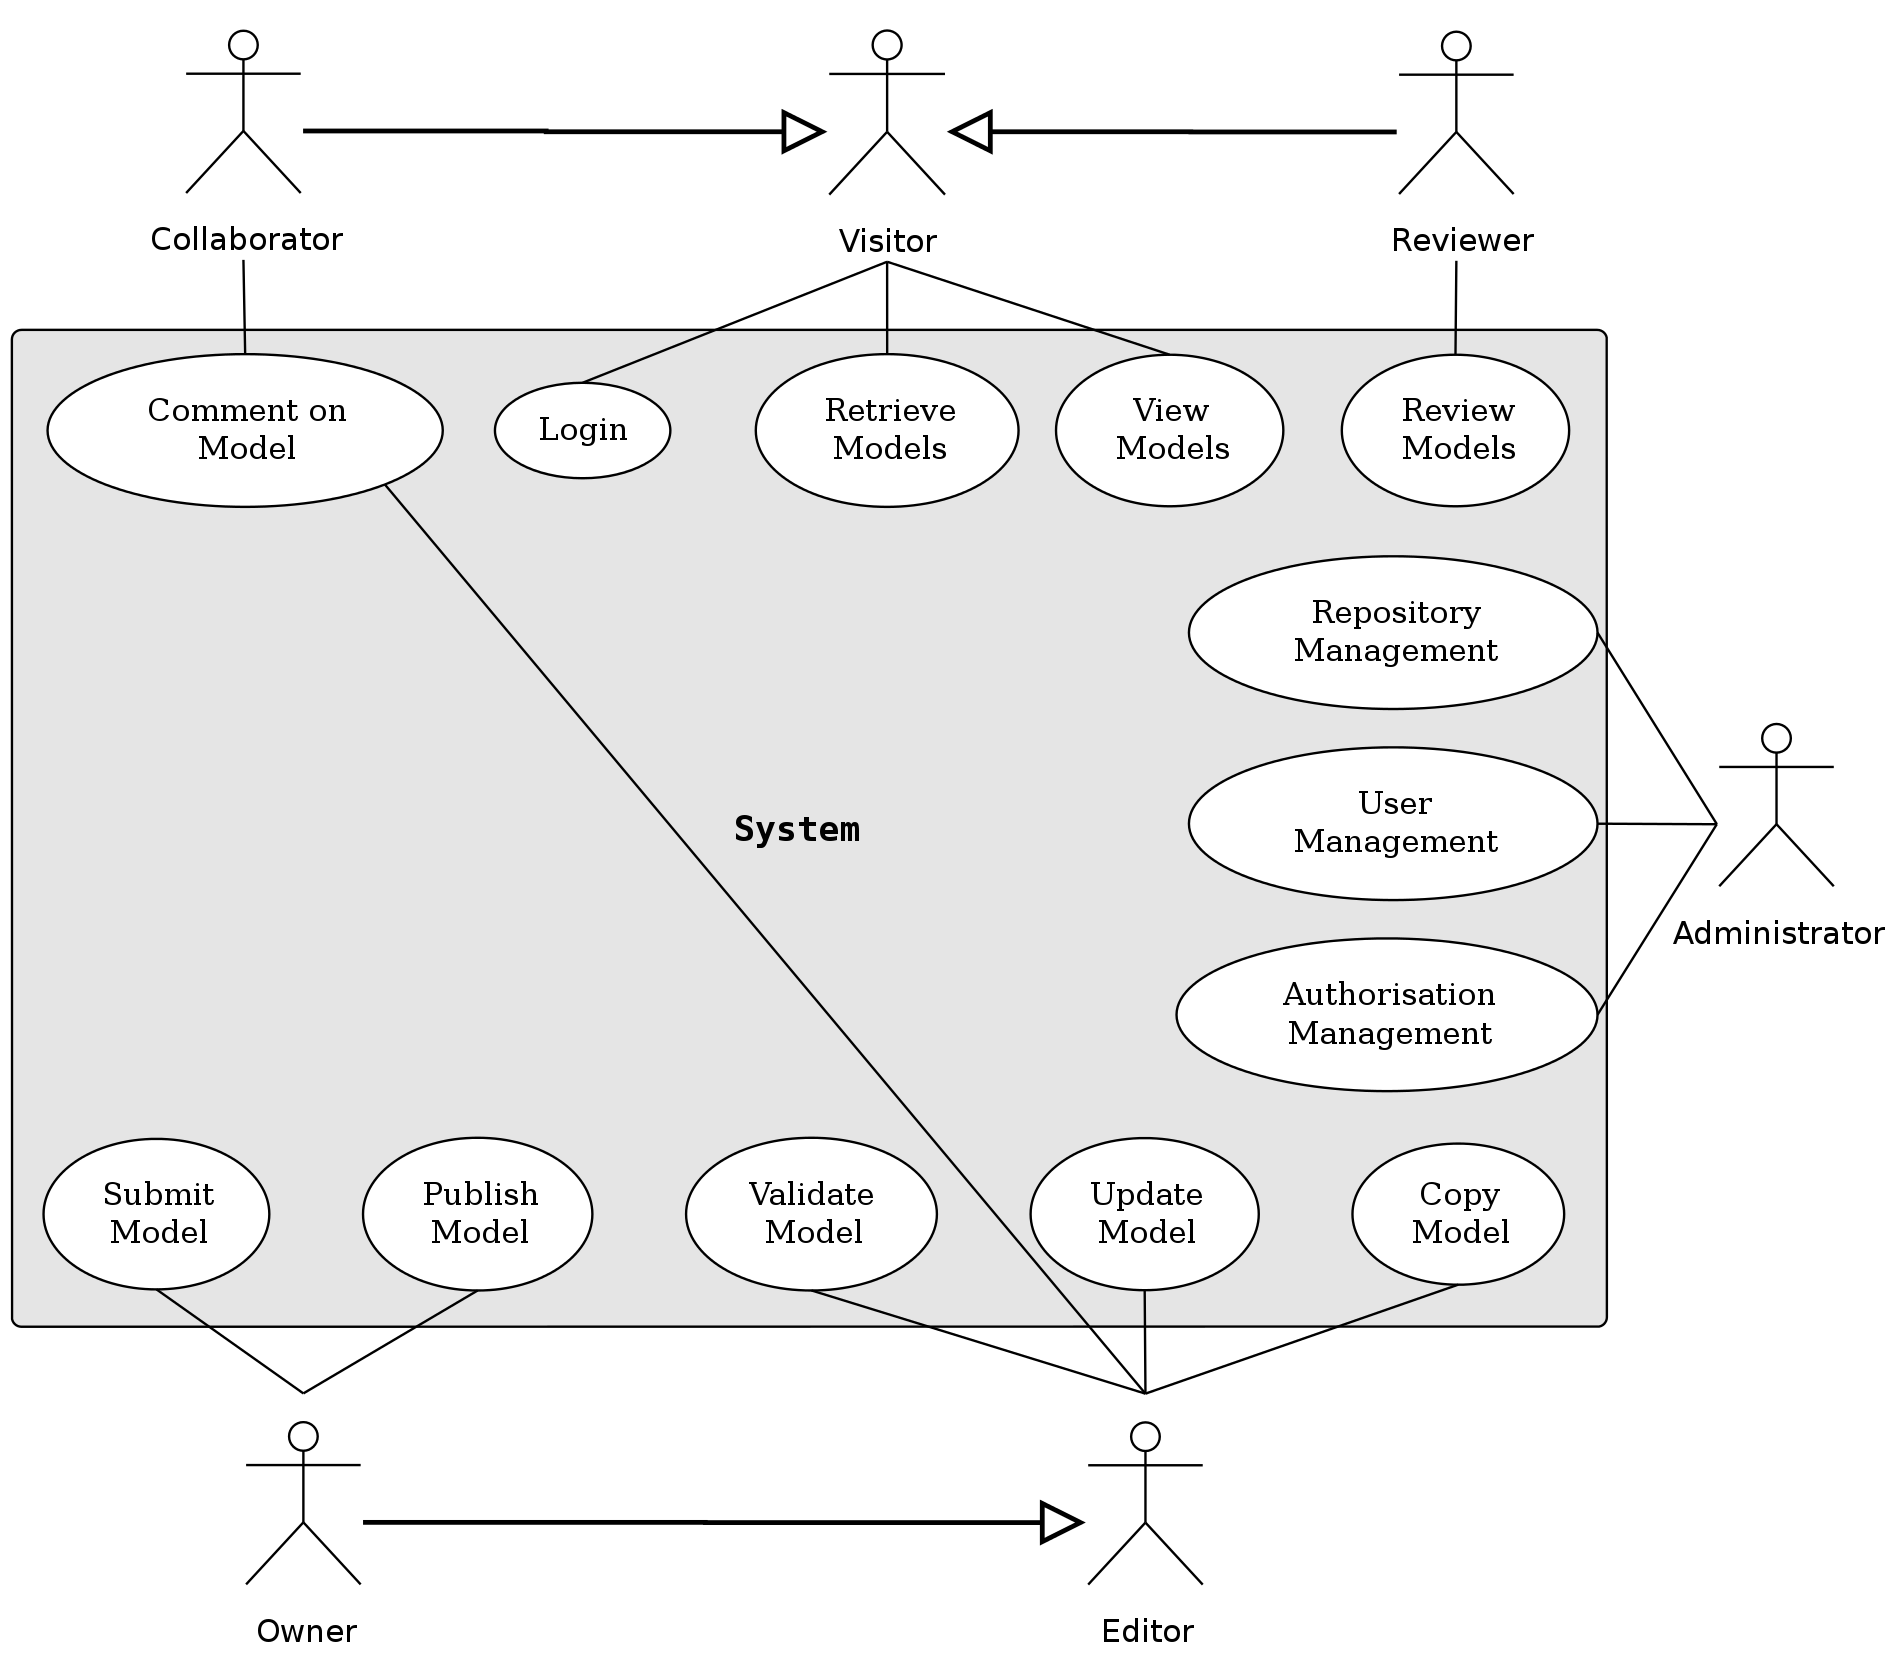 Collaborator
Visitor
Reviewer
Comment on
Model
Login
Retrieve
Models
View
Models
Review
Models
Repository
Management
User
Management
System
Administrator
Authorisation
Management
Submit
Model
Publish
Model
Validate
Model
Update
Model
Copy
Model
Owner
Editor